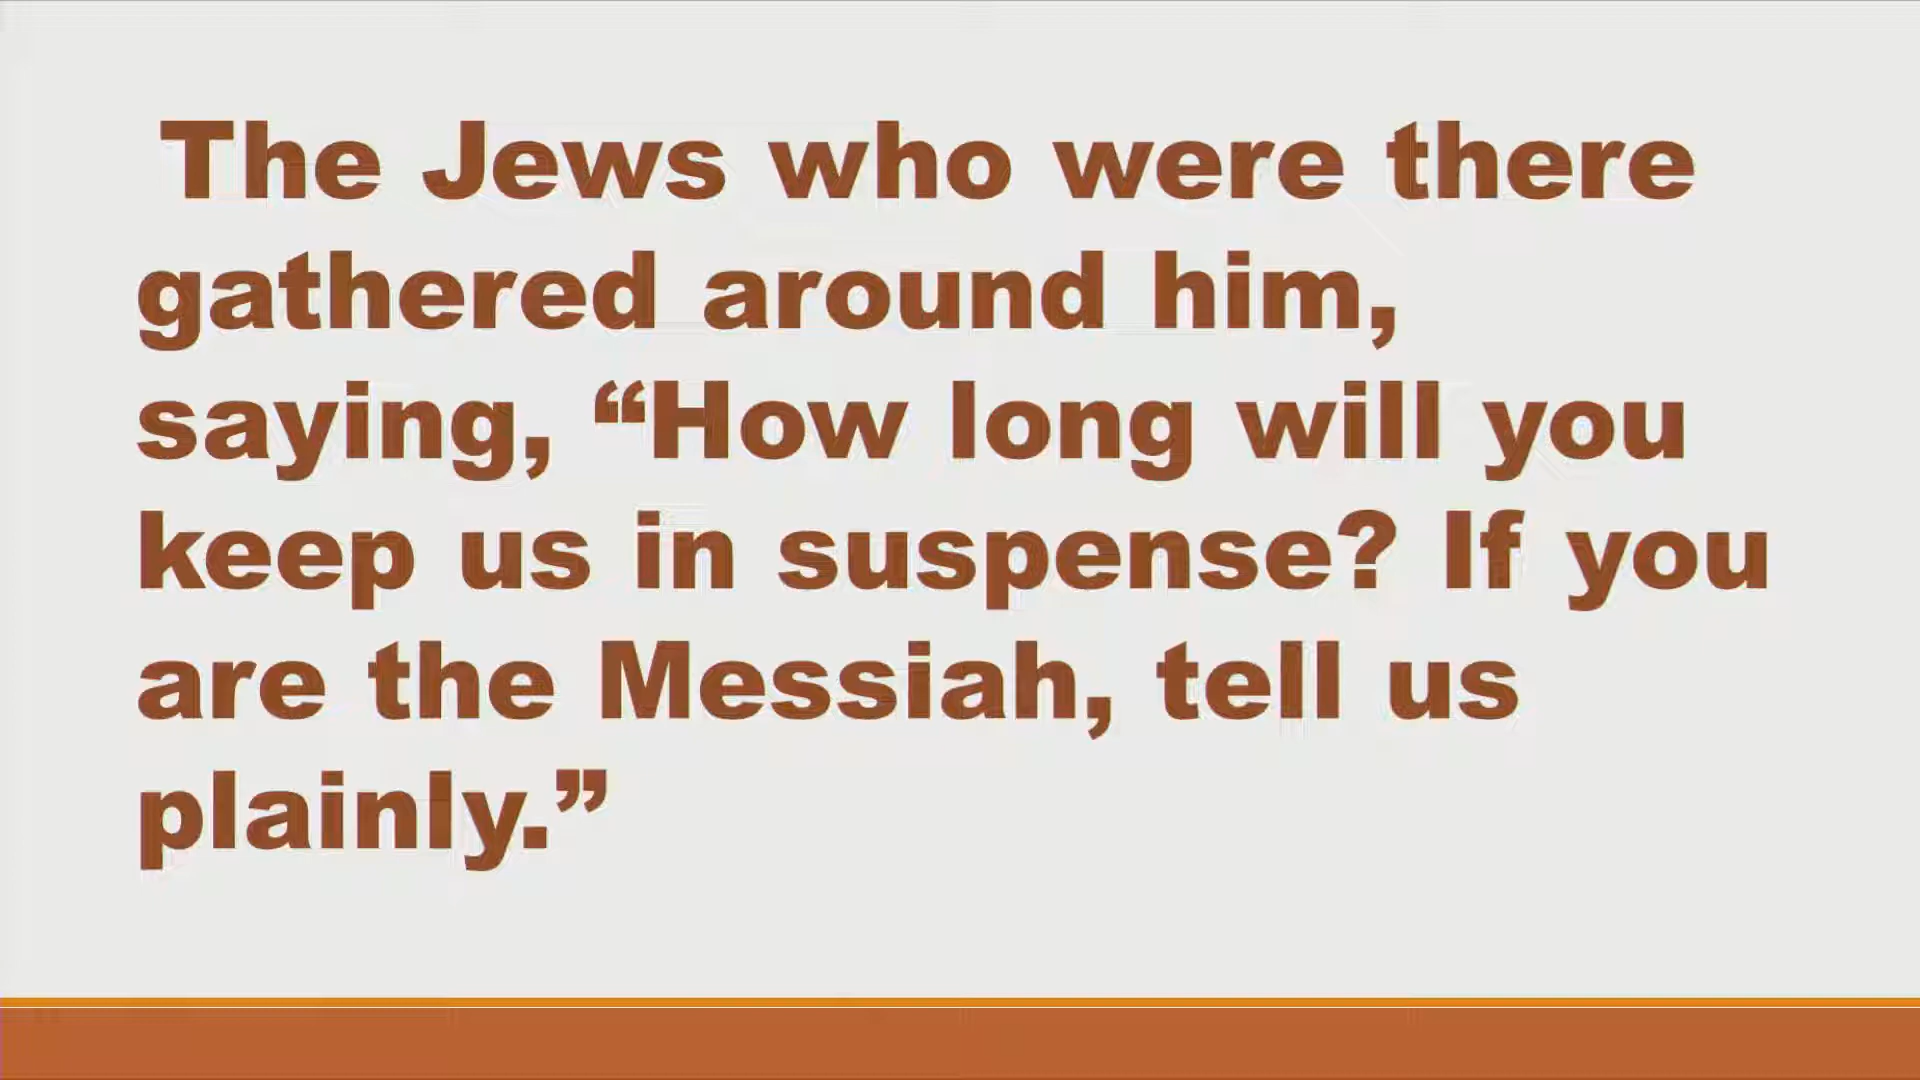 The Jews who were there
gathered around him,
saying, “How long will you
keep us in suspense? If you
are the Messiah, tell us
plainly.”